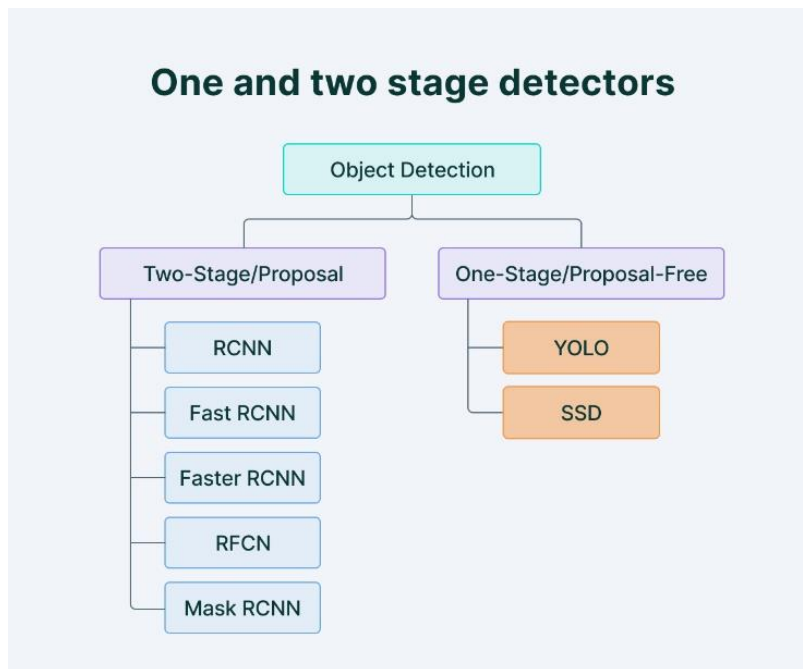 One and two stage detectors
Object Detection
Two-Stage/Proposal
RCNN
Fast RCNN
Faster RCNN
RFCN
Mask RCNN
One-Stage/Proposal-Free
YOLO
SSD